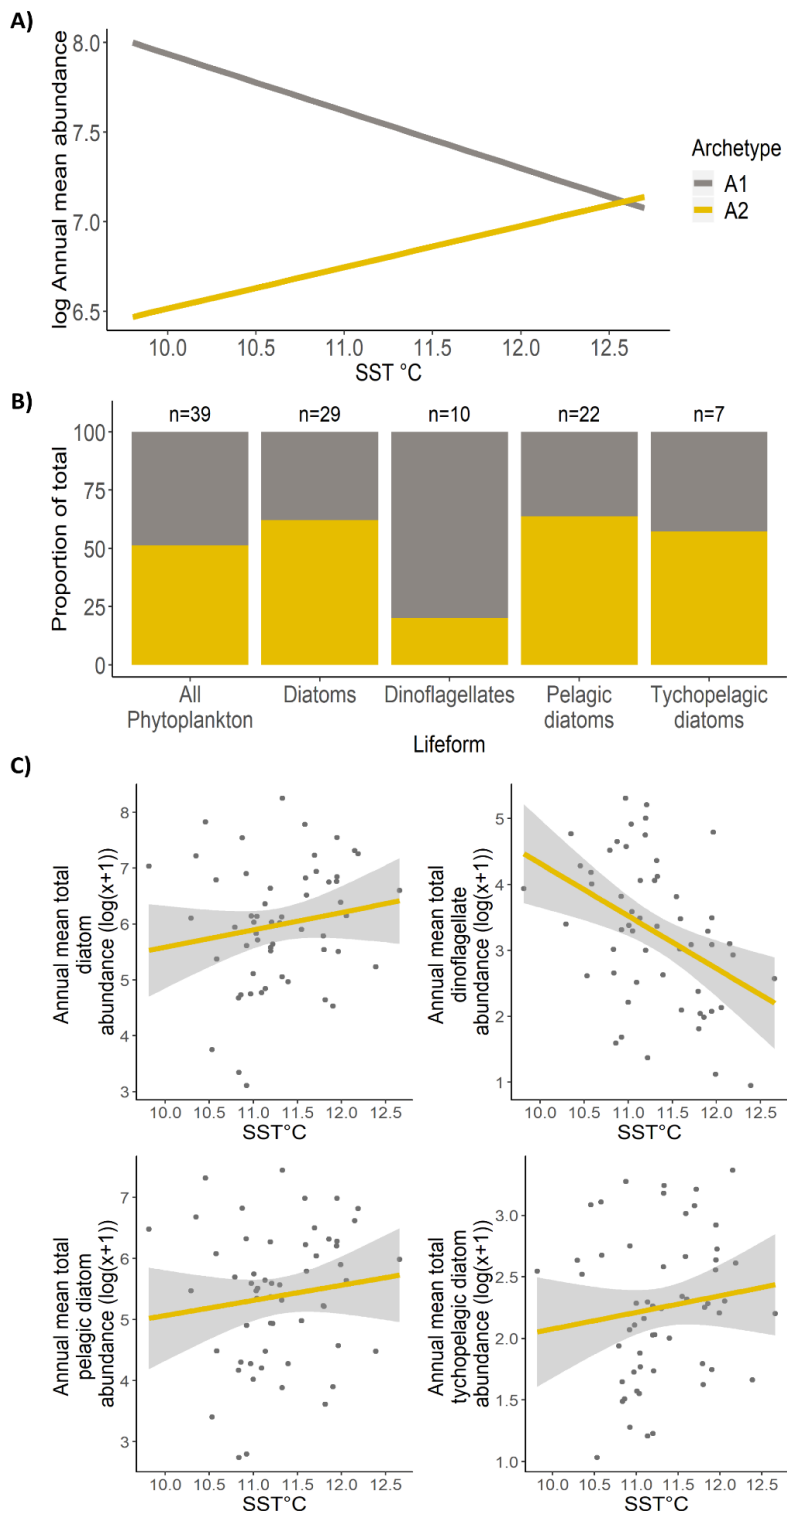 A)
log Annual mean abundance
8.0
7.5
7.0
6.5
10.0 10.5 11.0 11.5 12.0 12.5
SST °C
Archetype
A1
A2
B)
Proportion of total
n=39 n=29 n=10 n=22 n=7
100
75
50
25
0
All Diatoms Dinoflagellates Pelagic Tychopelagic
Phytoplankton diatoms diatoms
Lifeform
C)
Annual mean total
diatom
abundance (log(x+1))
8
7
6
5
4
3
10.0 10.5 11.0 11.5 12.0 12.5
SST°C
Annual mean total
dinoflagellate
abundance (log(x+1))
5
4
3
2
1
10.0 10.5 11.0 11.5 12.0 12.5
SST°C
Annual mean total
pelagic diatom
abundance (log(x+1))
7
6
5
4
3
10.0 10.5 11.0 11.5 12.0 12.5
SST°C
Annual mean total
tychopelagic diatom
abundance (log(x+1))
3.0
2.5
2.0
1.5
1.0
10.0 10.5 11.0 11.5 12.0 12.5
SST°C